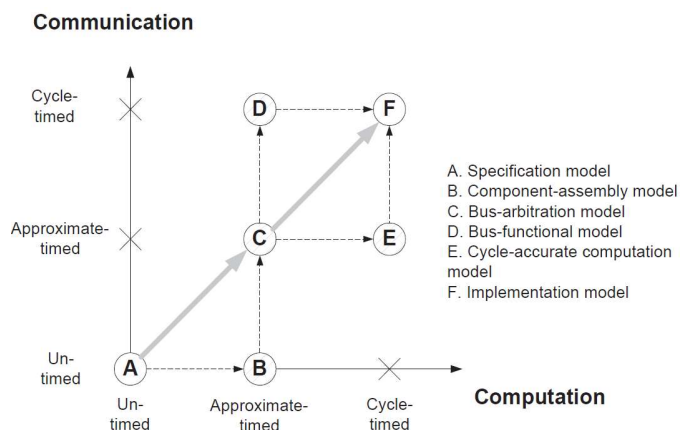 Communication
Cycle-
timed
D
F
A. Specification model
B. Component-assembly model
C. Bus-arbitration model
D. Bus-functional model
E. Cycle-accurate computation
model
F. Implementation model
Approximate-
timed
C
E
Un-
timed
A
B
Computation
Un-
timed
Approximate-
timed
Cycle-
timed